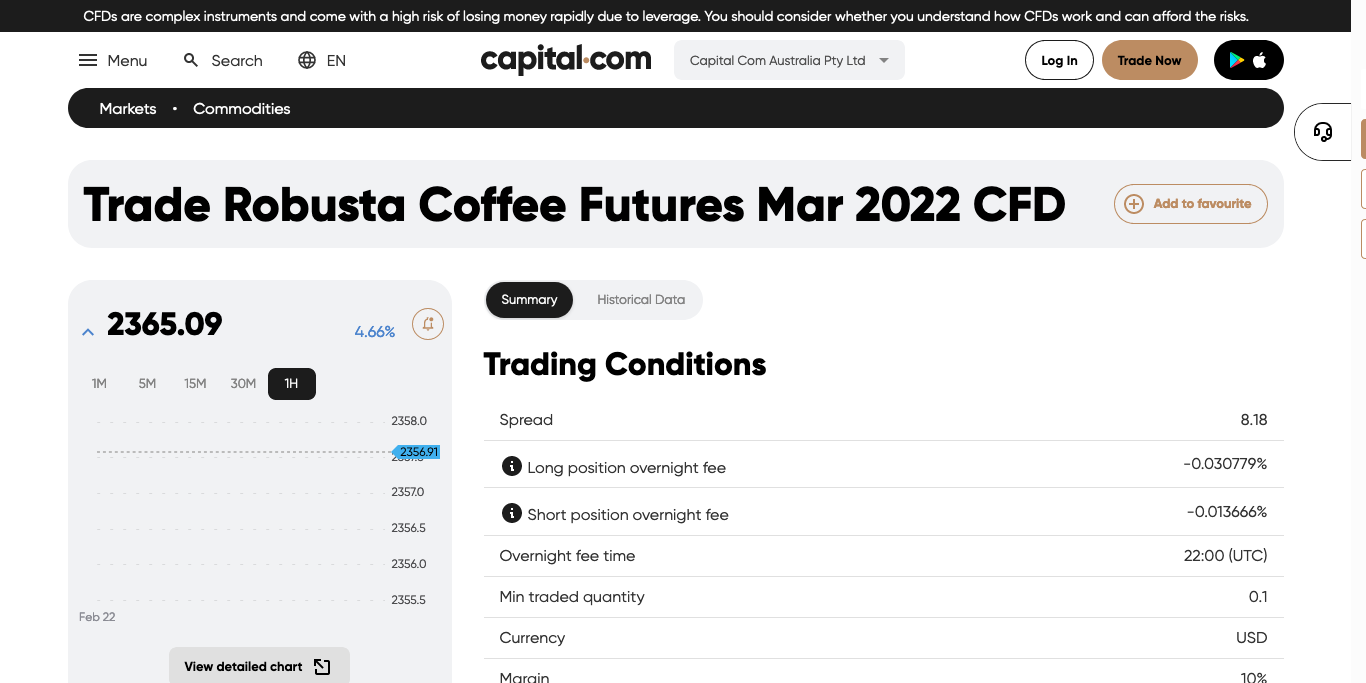 CFDs are complex instruments and come with a high risk of losing money rapidly due to leverage. You should consider whether you understand how CFDs work and can afford the risks.
Menu Search EN capital.com Capital Com Australia Pty Ltd Log In Trade Now
Markets • Commodities
Trade Robusta Coffee Futures Mar 2022 CFD Add to favourite
2365.09 4.66%
1M 5M 15M 30M 1H
2358.0
2356.91
2357.0
2356.5
2356.0
2355.5
Feb 22
View detailed chart
Summary Historical Data
Trading Conditions
Spread 8.18
Long position overnight fee -0.030779%
Short position overnight fee -0.013666%
Overnight fee time 22:00 (UTC)
Min traded quantity 0.1
Currency USD
Margin 10%